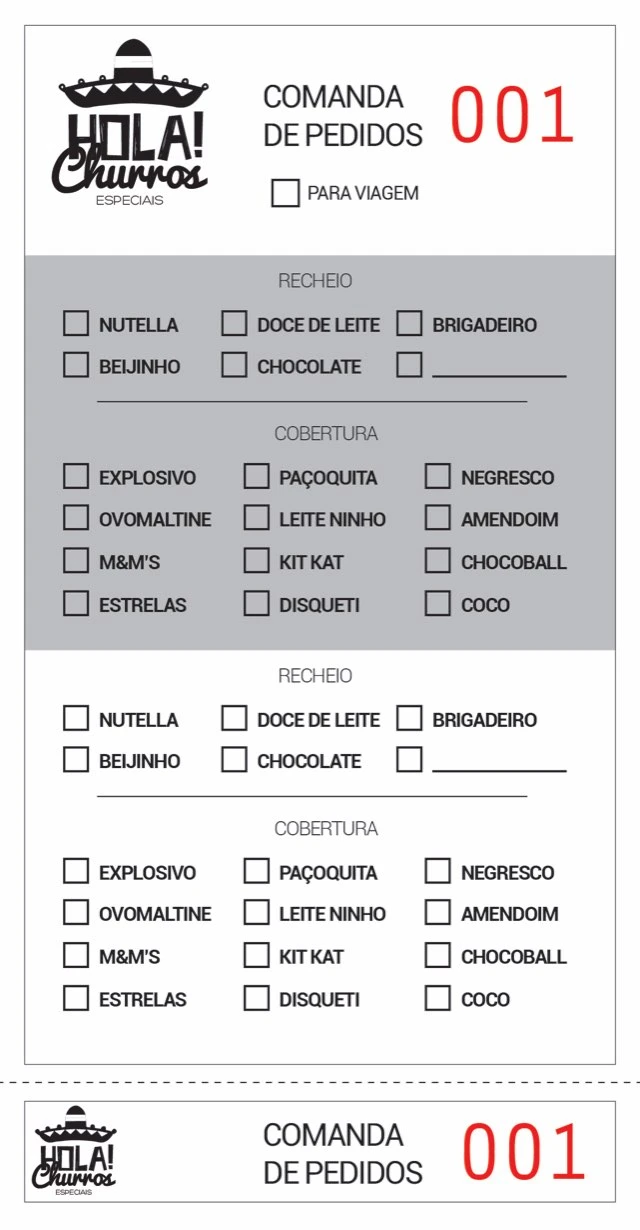 HOLA!
Churros
ESPECIAIS
COMANDA
DE PEDIDOS
001
PARA VIAGEM
RECHEIO
NUTELLA DOCE DE LEITE BRIGADEIRO
BEIJINHO CHOCOLATE
COBERTURA
EXPLOSIVO PAÇOQUITA NEGRESCO
OVOMALTINE LEITE NINHO AMENDOIM
M&M'S KIT KAT CHOCOBALL
ESTRELAS DISQUETI COCO
RECHEIO
NUTELLA DOCE DE LEITE BRIGADEIRO
BEIJINHO CHOCOLATE
COBERTURA
EXPLOSIVO PAÇOQUITA NEGRESCO
OVOMALTINE LEITE NINHO AMENDOIM
M&M'S KIT KAT CHOCOBALL
ESTRELAS DISQUETI COCO
HOLA!
Churros
ESPECIAIS
COMANDA
DE PEDIDOS
001